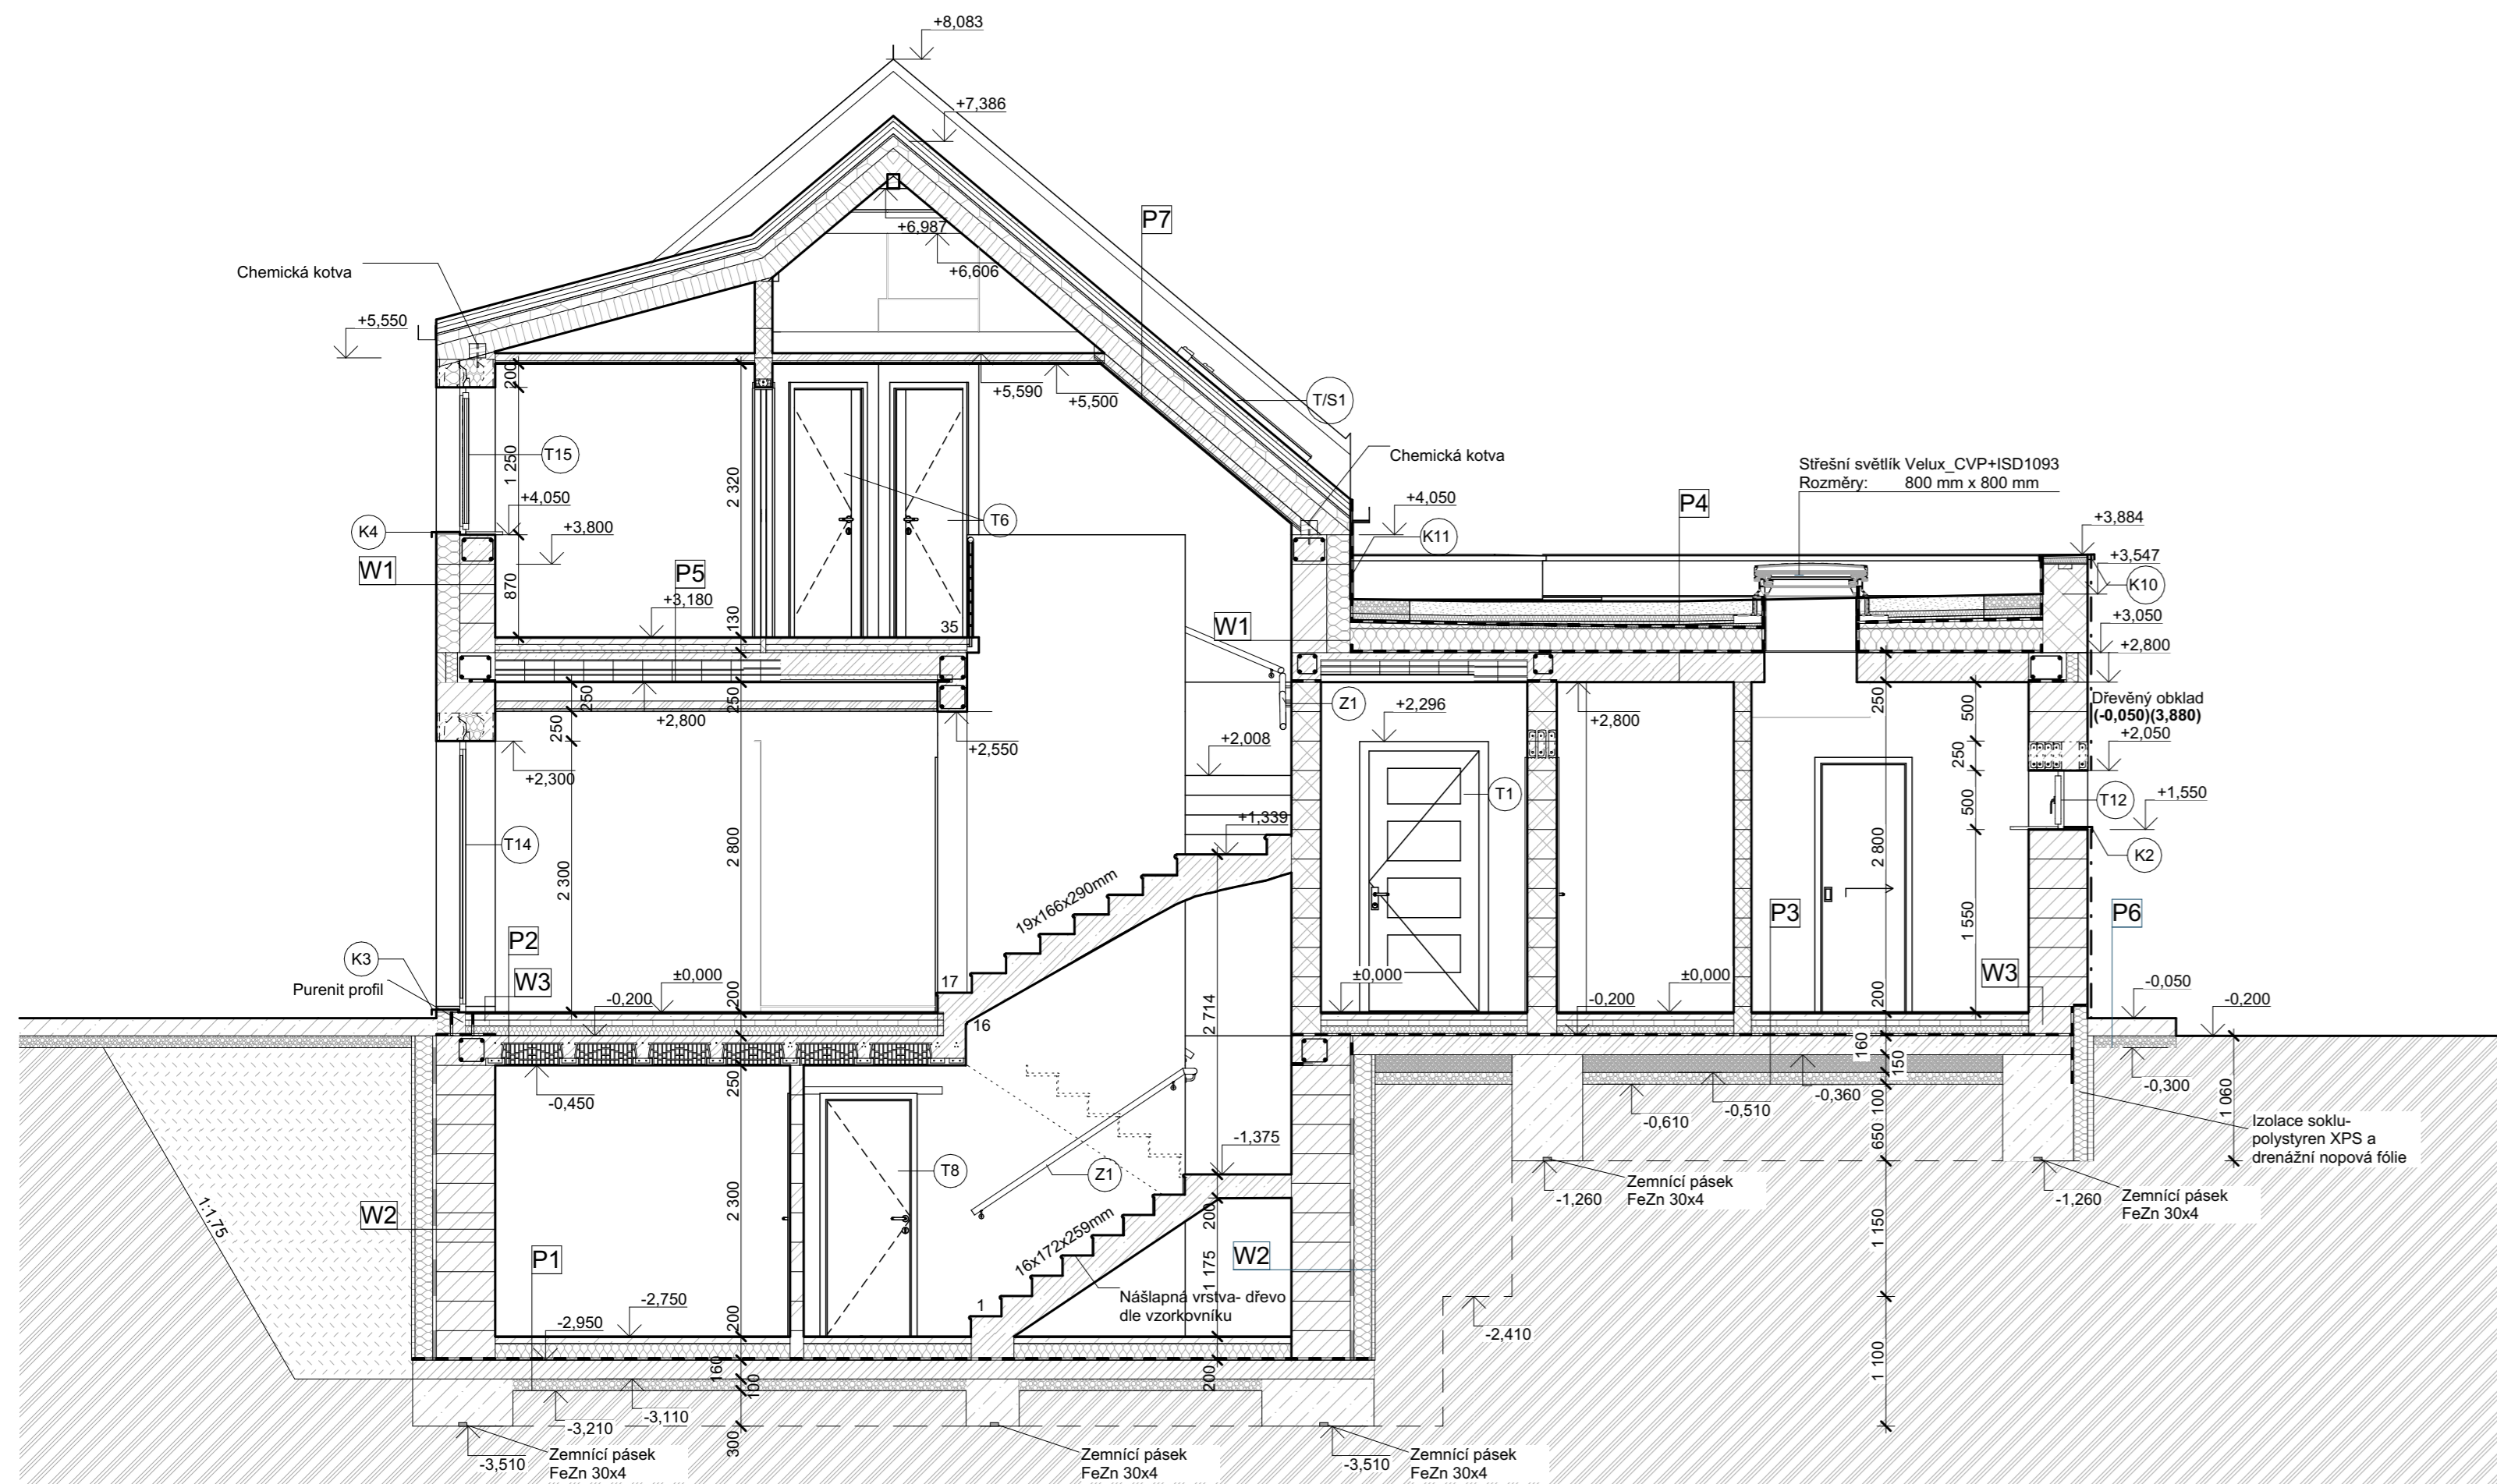 +8,083
+7,386
P7
+6,987
+6,606
Chemická kotva
+5,550
200
+5,590
+5,500
T/S1
Chemická kotva
T15
1 250
2 320
Střešní světlík Velux_CVP+ISD1093
Rozměry: 800 mm x 800 mm
+4,050
+4,050
P4
K4
+3,800
T6
K11
+3,884
W1
P5
+3,547
K10
870
+3,180
130
35
W1
+3,050
+2,800
250
250
250
250
+2,800
Z1
+2,296
+2,800
500
Dřevěný obklad
(-0,050)(3,880)
+2,550
+2,008
+2,050
250
+2,300
T1
500
T12
+1,550
+1,339
T14
2 800
2 800
K2
2 300
19x166x290mm
P3
1 550
P6
P2
K3
W3
17
±0,000
±0,000
±0,000
W3
-0,050
Purenit profil
-0,200
200
-0,200
200
-0,200
16
2 714
160
150
-0,300
250
-0,450
-0,360
-0,510
-0,610
100
1 060
Izolace soklu-
polystyren XPS a
drenážní nopová fólie
650
-1,375
T8
Z1
Zemnící pásek
FeZn 30x4
-1,260
-1,260
Zemnící pásek
FeZn 30x4
1:1.75
W2
2 300
200
16x172x259mm
1 150
W2
P1
1 175
Nášlapná vrstva- dřevo
dle vzorkovníku
-2,750
1
-2,950
200
-2,410
160
100
200
1 100
-3,110
-3,210
300
-3,510
Zemnící pásek
FeZn 30x4
Zemnící pásek
FeZn 30x4
-3,510
Zemnící pásek
FeZn 30x4